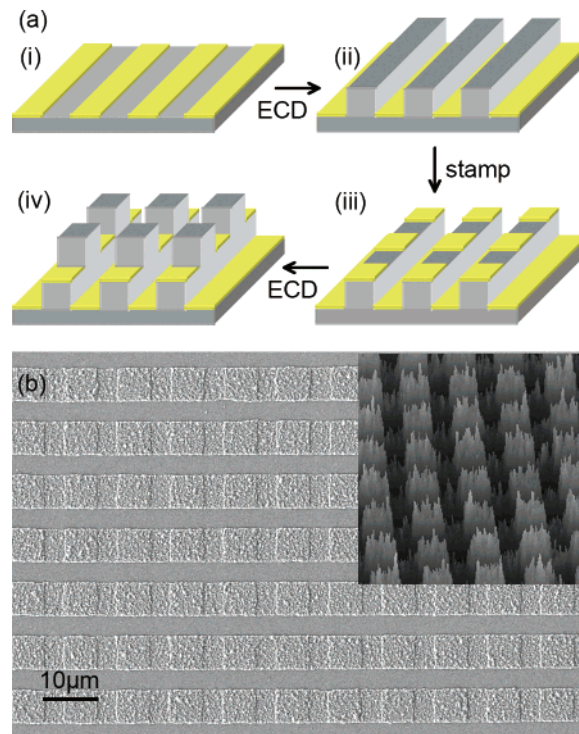 (a)
(i)
ECD
(ii)
stamp
(iv)
ECD
(iii)
(b)
10μm